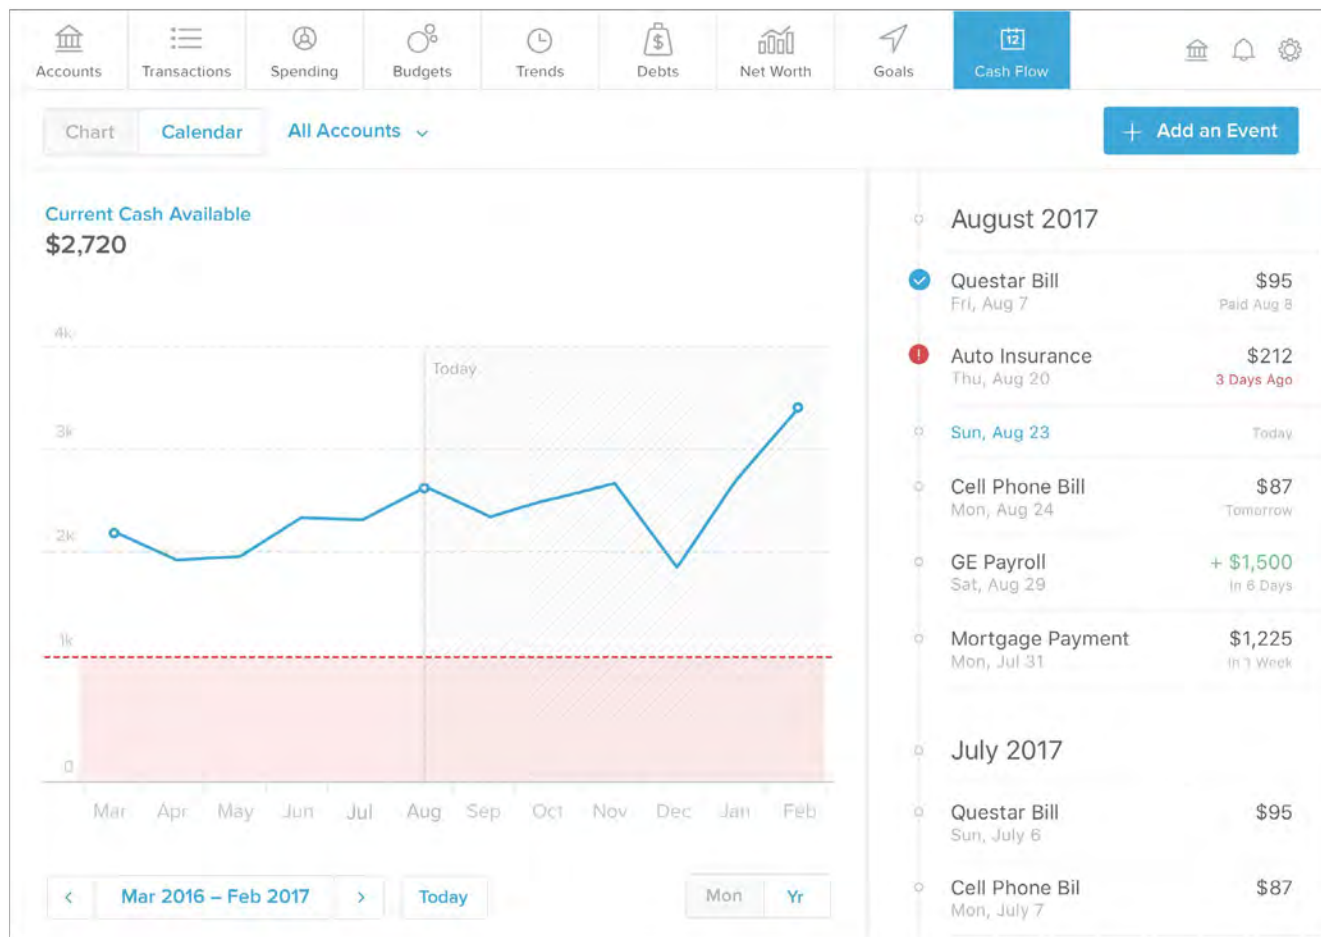 Accounts
Transactions
Spending
Budgets
Trends
Debts
Net Worth
Goals
12
Cash Flow
Chart
Calendar
All Accounts
+ Add an Event
Current Cash Available
$2,720
4k
3k
2k
1k
0
Today
Mar Apr May Jun Jul Aug Sep Oct Nov Dec Jan Feb
< Mar 2016 – Feb 2017 >
Today
Mon Yr
August 2017
Questar Bill $95
Fri, Aug 7 Paid Aug 8
Auto Insurance $212
Thu, Aug 20 3 Days Ago
Sun, Aug 23 Today
Cell Phone Bill $87
Mon, Aug 24 Tomorrow
GE Payroll + $1,500
Sat, Aug 29 In 6 Days
Mortgage Payment $1,225
Mon, Jul 31 In 1 Week
July 2017
Questar Bill $95
Sun, July 6
Cell Phone Bil $87
Mon, July 7